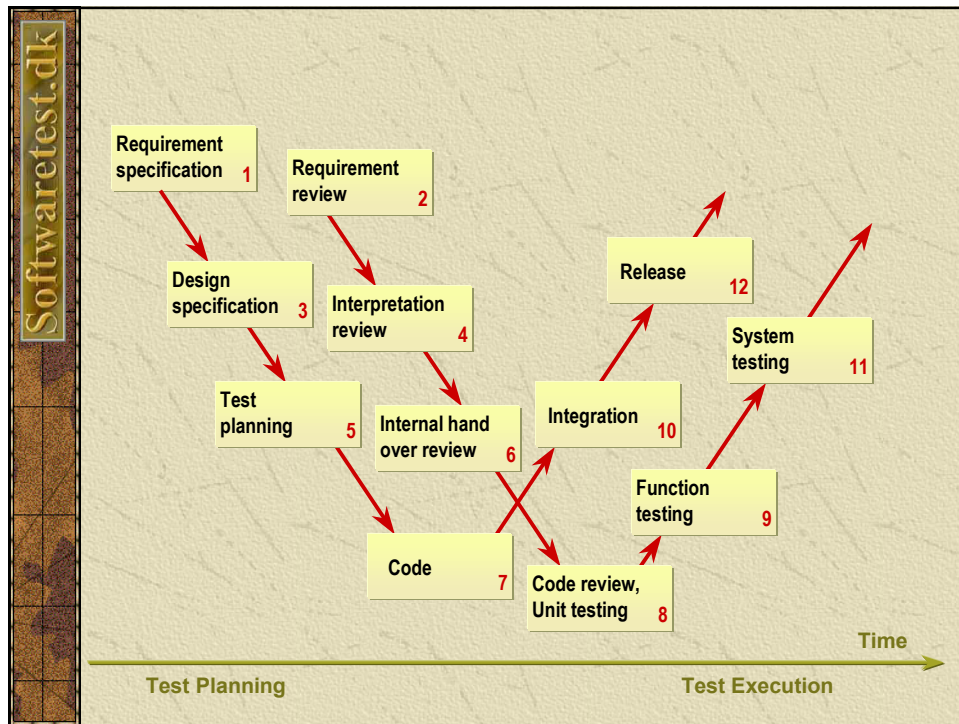 Softwaretest.dk
Requirement
specification 1
Requirement
review 2
Design
specification 3
Interpretation
review 4
Test
planning 5
Internal hand
over review 6
Code 7
Code review,
Unit testing 8
Function
testing 9
Integration 10
System
testing 11
Release 12
Time
Test Planning
Test Execution